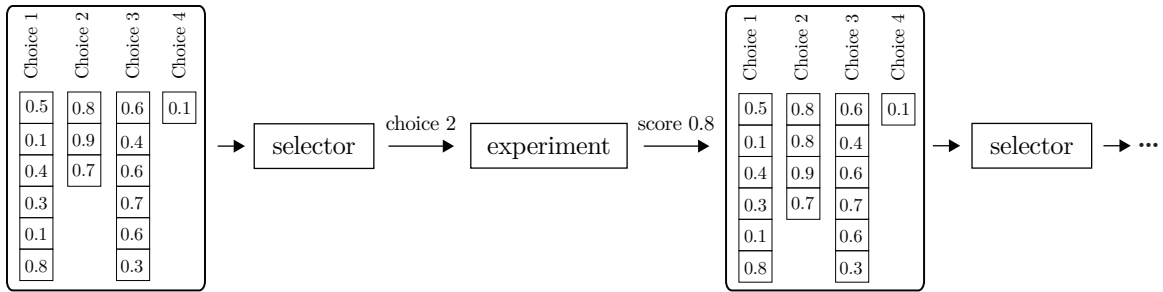 Choice 1 Choice 2 Choice 3 Choice 4
0.5 0.8 0.6 0.1
0.1 0.9 0.4
0.4 0.7 0.6
0.3 0.7
0.1 0.6
0.8 0.3
selector
choice 2
experiment
score 0.8
Choice 1 Choice 2 Choice 3 Choice 4
0.5 0.8 0.6 0.1
0.1 0.8 0.4
0.4 0.9 0.6
0.3 0.7 0.7
0.1 0.6
0.8 0.3
selector
...